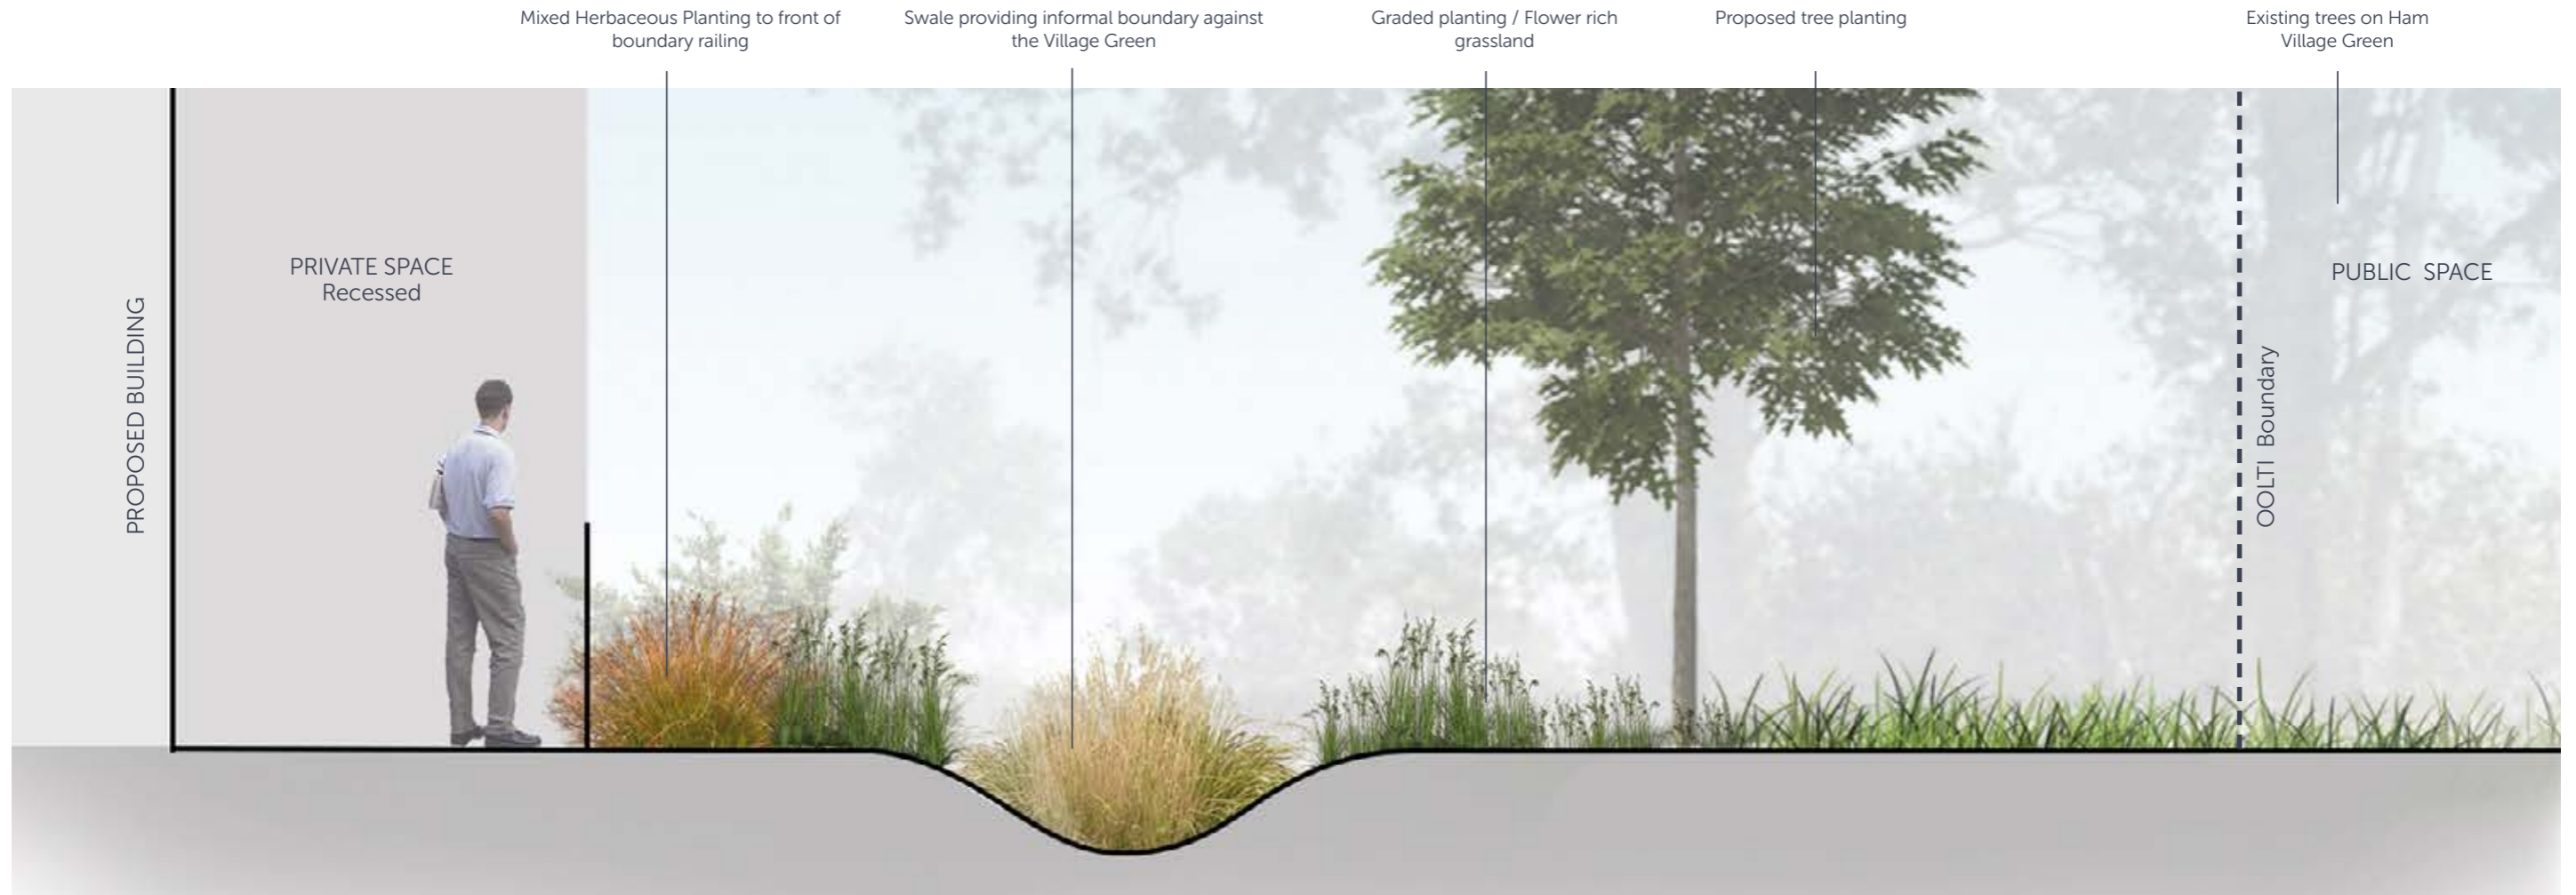 Mixed Herbaceous Planting to front of
boundary railing
Swale providing informal boundary against
the Village Green
Graded planting / Flower rich
grassland
Proposed tree planting
Existing trees on Ham
Village Green
PROPOSED BUILDING
PRIVATE SPACE
Recessed
OOLTI Boundary
PUBLIC SPACE